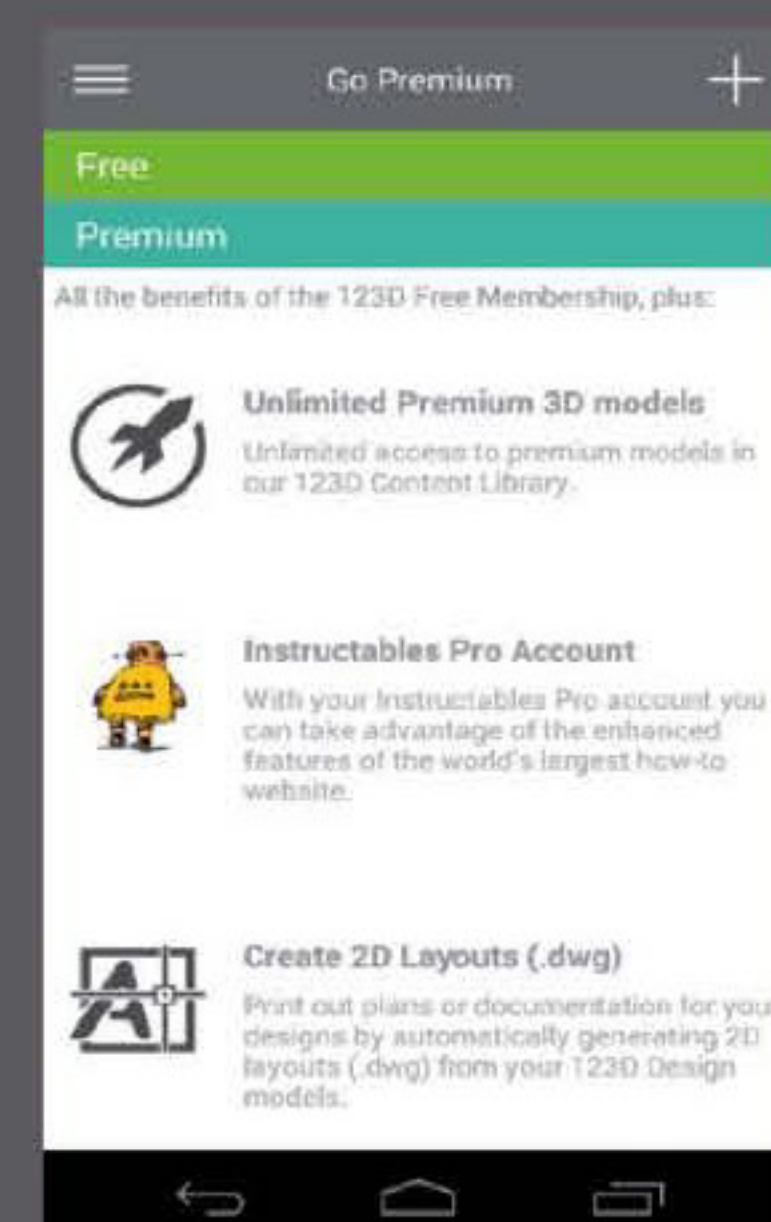 Go Premium
Free
Premium
All the benefits of the 123D Free Membership, plus:
Unlimited Premium 3D models
Unlimited access to premium models in
our 123D Content Library.
Instructables Pro Account
With your Instructables Pro account you
can take advantage of the enhanced
features of the world's largest how-to
website.
Create 2D Layouts (.dwg)
Print out plans or documentation for your
designs by automatically generating 2D
layouts (.dwg) from your 123D Design
models.